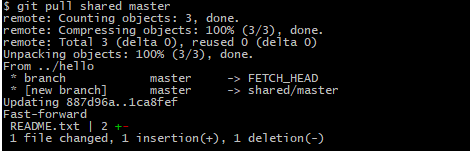 $ git pull shared master
remote: Counting objects: 3, done.
remote: Compressing objects: 100% (3/3), done.
remote: Total 3 (delta 0), reused 0 (delta 0)
Unpacking objects: 100% (3/3), done.
From ../hello
 * branch            master     -> FETCH_HEAD
 * [new branch]      master     -> shared/master
Updating 887d96a..1ca8fef
Fast-forward
 README.txt | 2 +-
 1 file changed, 1 insertion(+), 1 deletion(-)